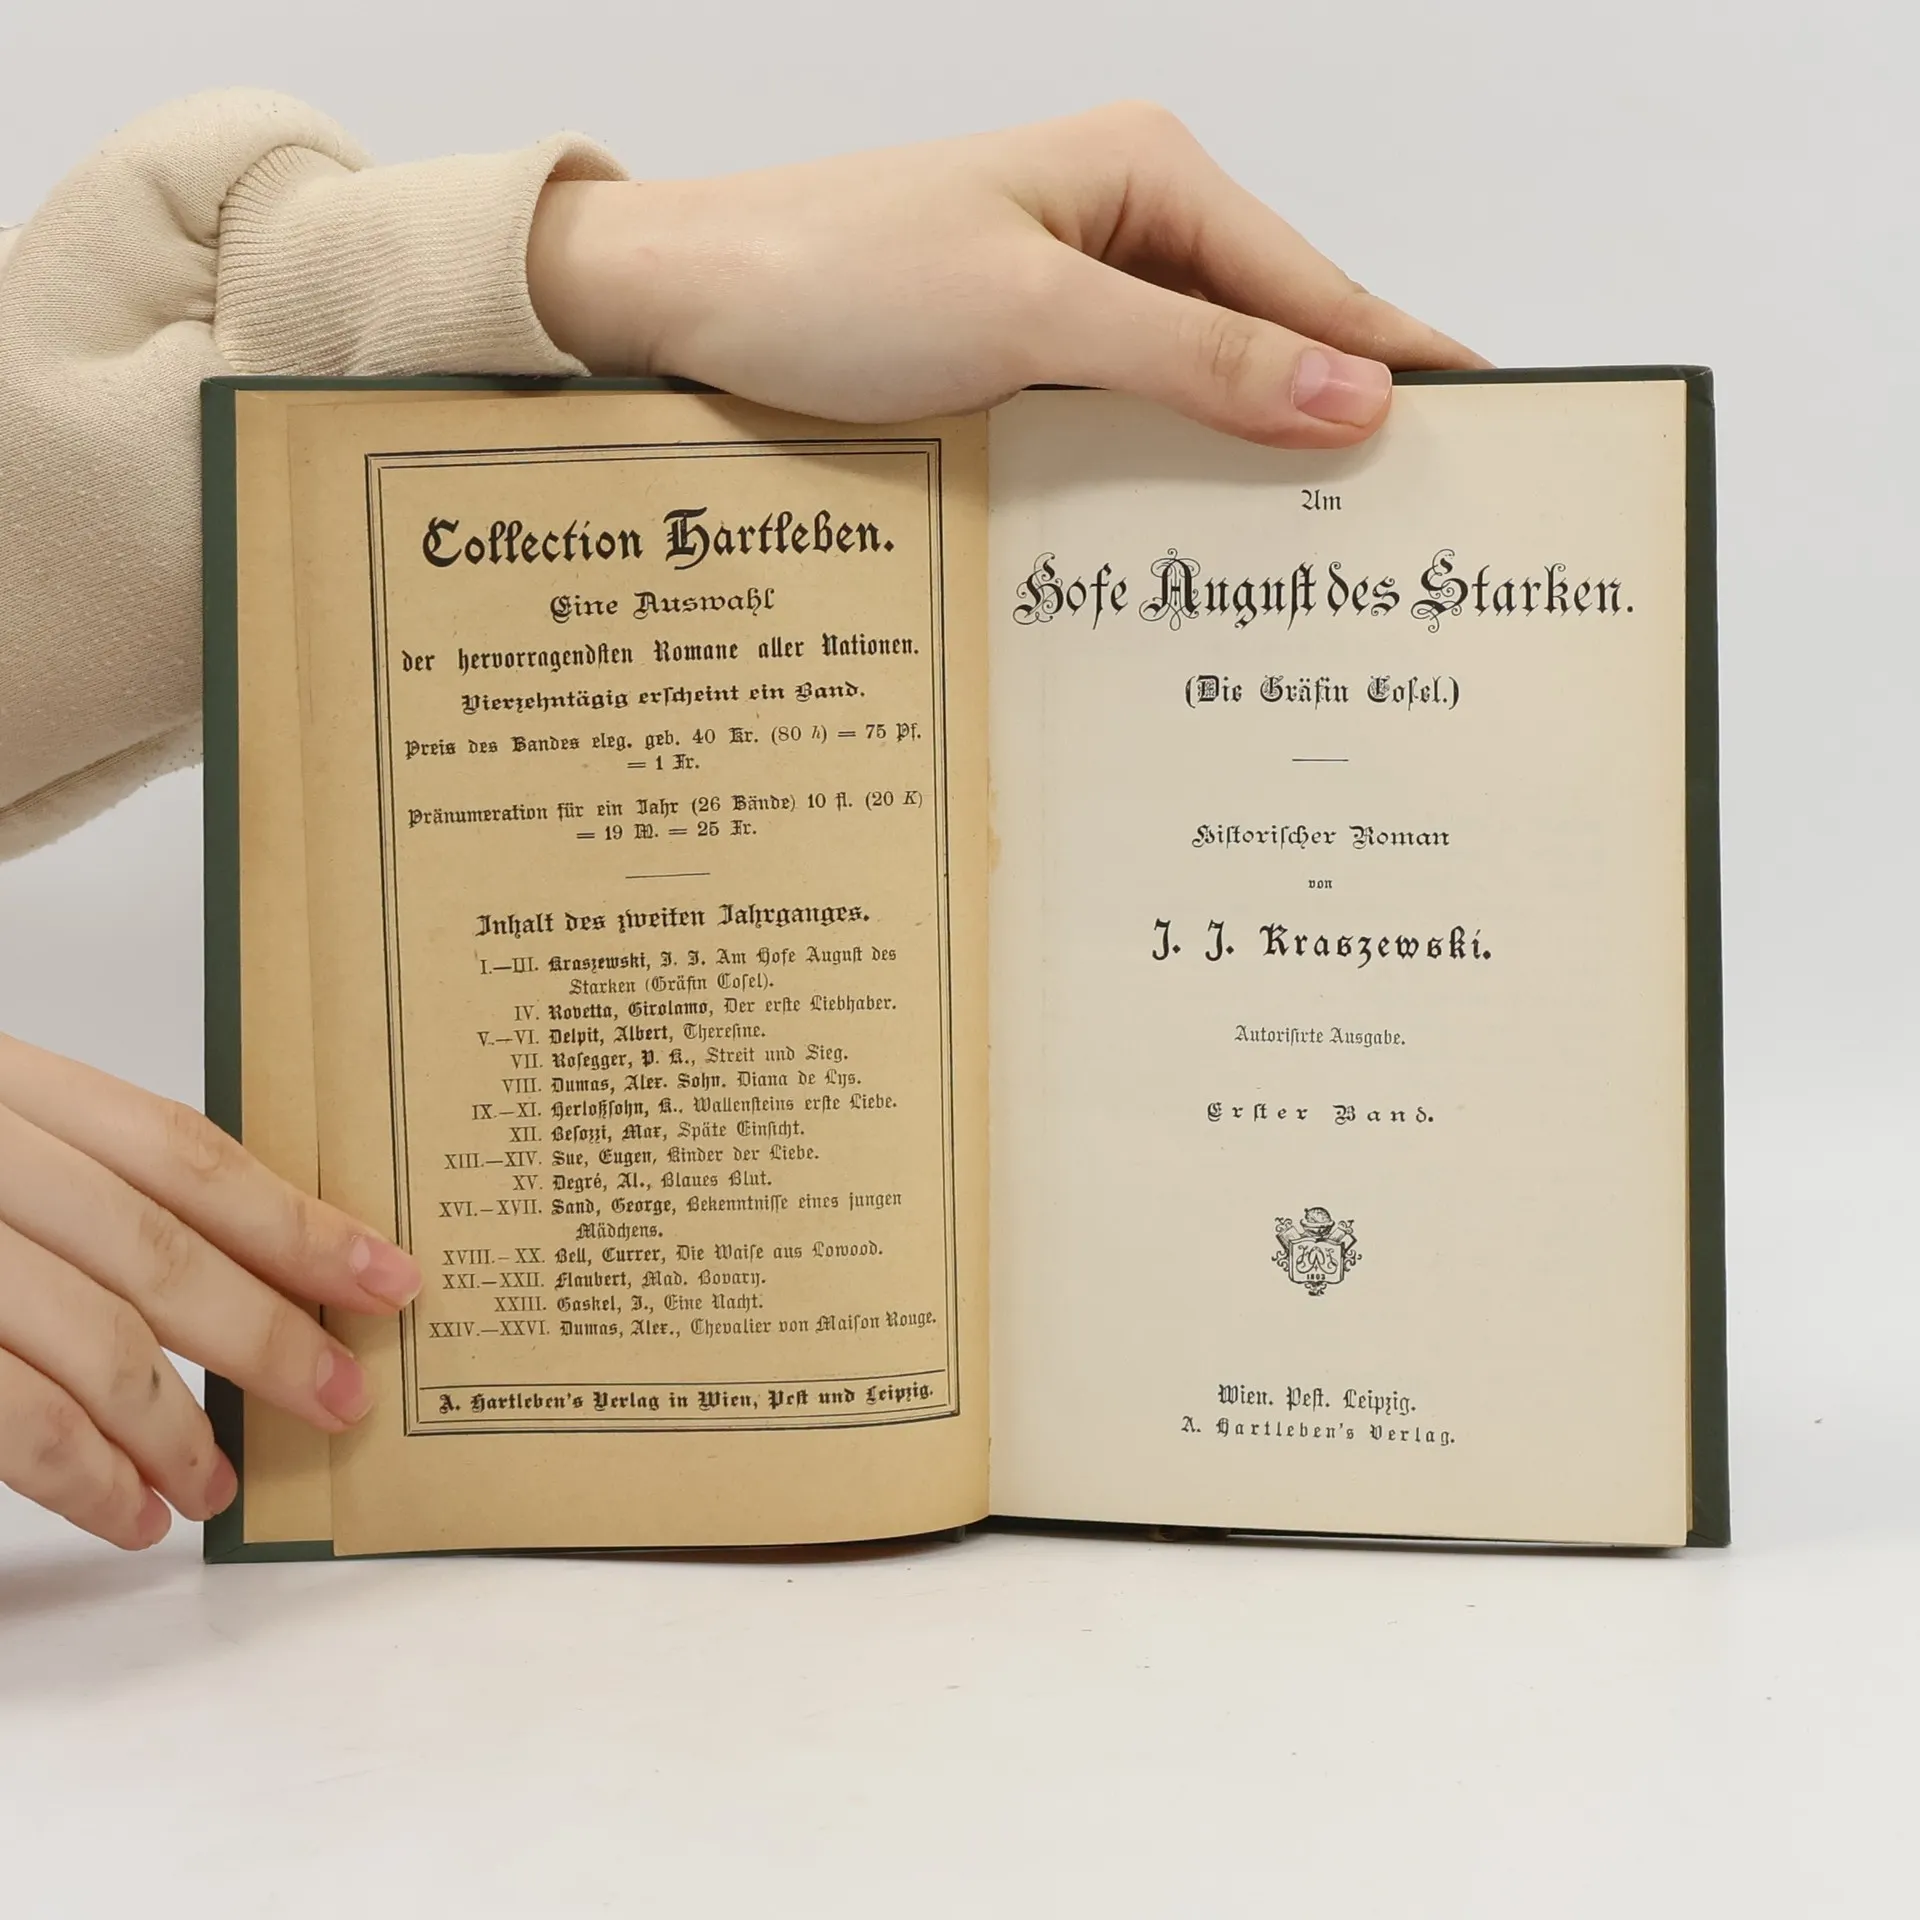 Collection Hartleben.
Eine Auswahl
der hervorragendſten Romane aller Nationen.
Vierzehntägig erſcheint ein Band.
Preis des Bandes eleg. geb. 40 Kr. (80 h) = 75 Pf.
= 1 Fr.
Pränumeration für ein Jahr (26 Bände) 10 fl. (20 K)
= 19 M. = 25 Fr.
Inhalt des zweiten Jahrganges.
I.—III. Kraszewski, J. J. Am Hofe Auguſt des
Starken (Gräfin Coſel).
IV. Rovetta, Girolamo, Der erſte Liebhaber.
V.—VI. Delpit, Albert, Thereſine.
VII. Roſegger, P. K., Streit und Sieg.
VIII. Dumas, Alex. Sohn. Diana de Lys.
IX.—XI. Herloßſohn, K., Wallenſteins erſte Liebe.
XII. Beſozzi, Max, Späte Einſicht.
XIII.—XIV. Sue, Eugen, Kinder der Liebe.
XV. Degré, Al., Blaues Blut.
XVI.—XVII. Sand, George, Bekenntniſſe eines jungen
Mädchens.
XVIII.—XX. Bell, Currer, Die Waiſe aus Lowood.
XXI.—XXII. Flaubert, Mad. Bovary.
XXIII. Gaskel, J., Eine Nacht.
XXIV.—XXVI. Dumas, Alex., Chevalier von Maiſon Rouge.
A. Hartleben's Verlag in Wien, Peſt und Leipzig.
Am
Hofe Auguſt des Starken.
(Die Gräfin Coſel.)
Hiſtoriſcher Roman
von
J. J. Kraszewski.
Autoriſirte Ausgabe.
Erſter Band.
1803
Wien. Peſt. Leipzig.
A. Hartleben's Verlag.